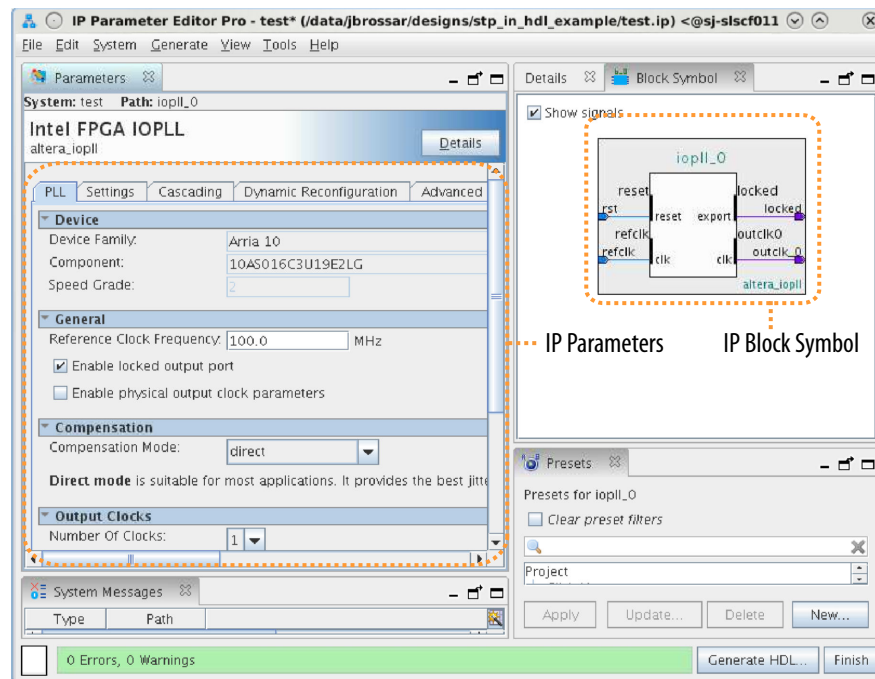 IP Parameter Editor Pro - test* (/data/jbrossar/designs/stp_in_hdl_example/test.ip) <@sj-slscf011
File Edit System Generate View Tools Help
Parameters
System: test Path: iopll_0
Intel FPGA IOPLL
altera_iopll
Details
PLL Settings Cascading Dynamic Reconfiguration Advanced
Device
Device Family: Arria 10
Component: 10AS016C3U19E2LG
Speed Grade: 2
General
Reference Clock Frequency: 100.0 MHz
Enable locked output port
Enable physical output clock parameters
Compensation
Compensation Mode: direct
Direct mode is suitable for most applications. It provides the best jitte
Output Clocks
Number Of Clocks: 1
System Messages
Type Path
0 Errors, 0 Warnings
Details Block Symbol
Show signals
iopll_0
reset locked
rst reset export locked
refclk outclk0
refclk clk clk outclk_0
altera_iopll
IP Parameters IP Block Symbol
Presets
Presets for iopll_0
Clear preset filters
Project
Apply Update... Delete New...
Generate HDL... Finish